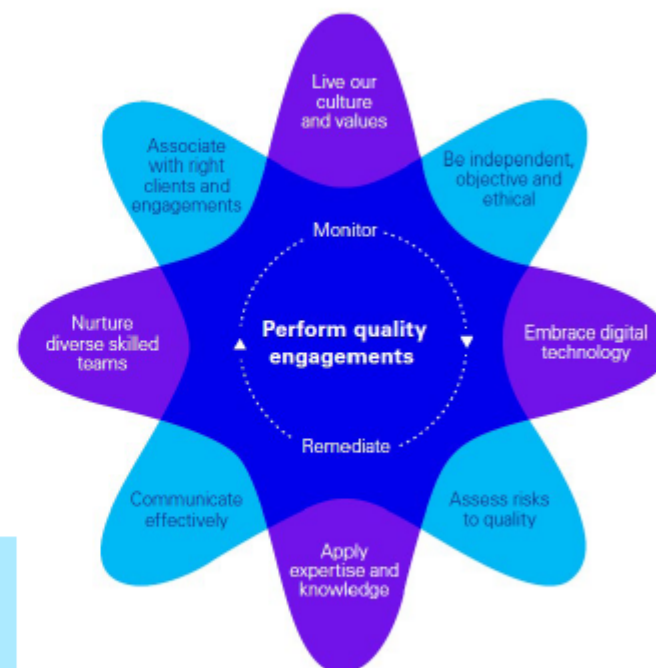 Live our
culture
and values
Be independent,
objective and
ethical
Embrace digital
technology
Assess risks
to quality
Apply
expertise and
knowledge
Communicate
effectively
Nurture
diverse skilled
teams
Associate
with right
clients and
engagements
Monitor
Perform quality
engagements
Remediate